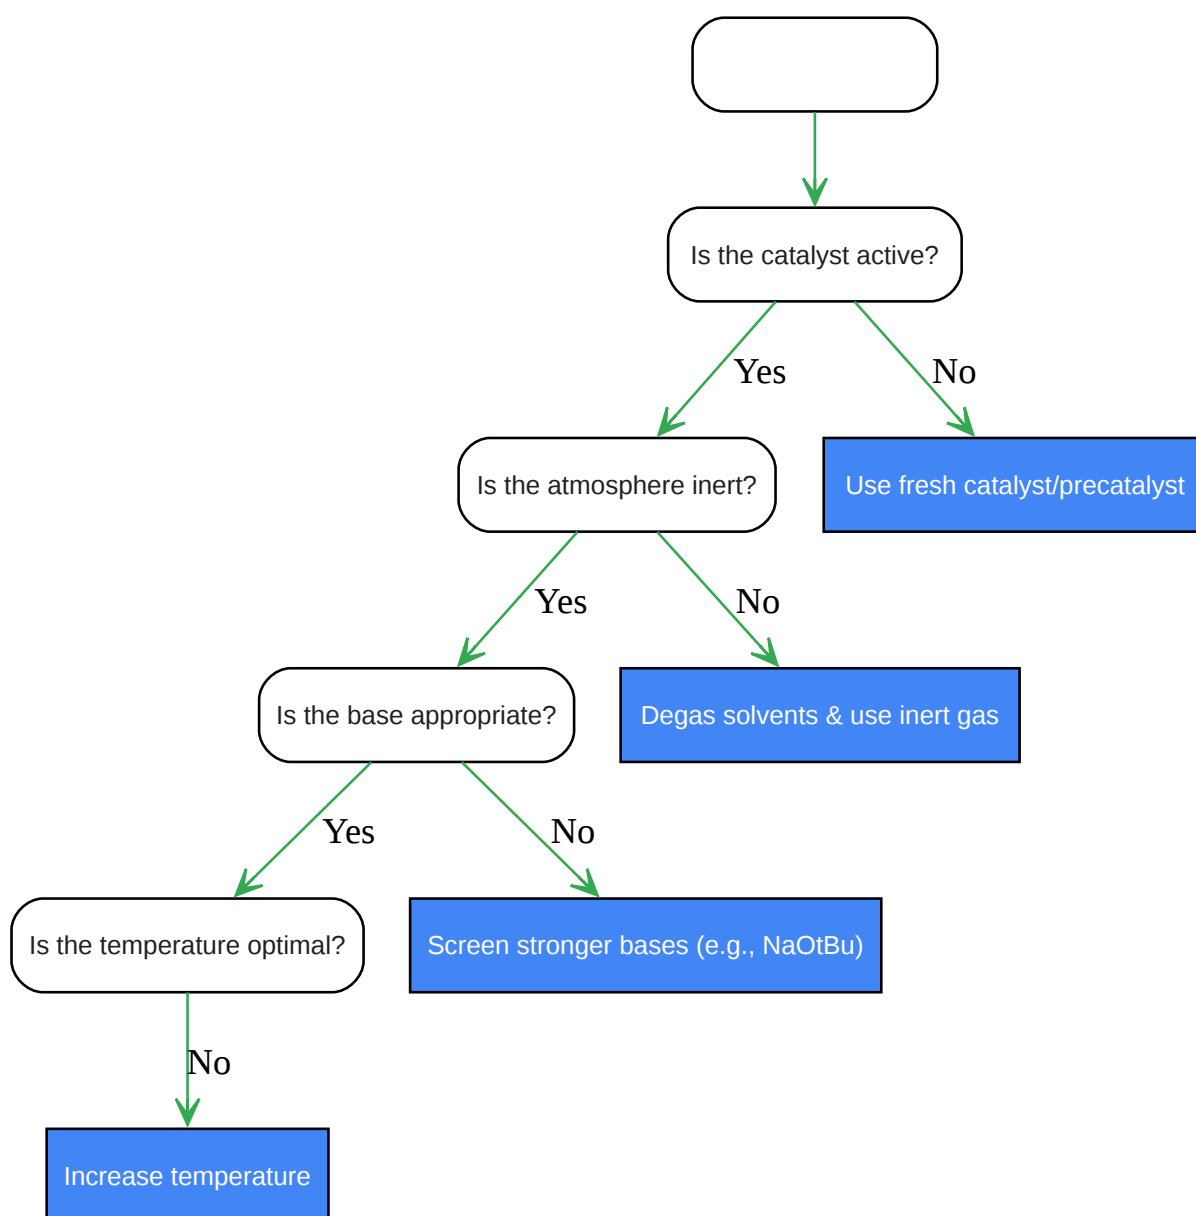 Is the catalyst active?
Yes
No
Is the atmosphere inert?
Use fresh catalyst/precatalyst
Yes
No
Is the base appropriate?
Degas solvents & use inert gas
Yes
No
Is the temperature optimal?
Screen stronger bases (e.g., NaOtBu)
No
Increase temperature